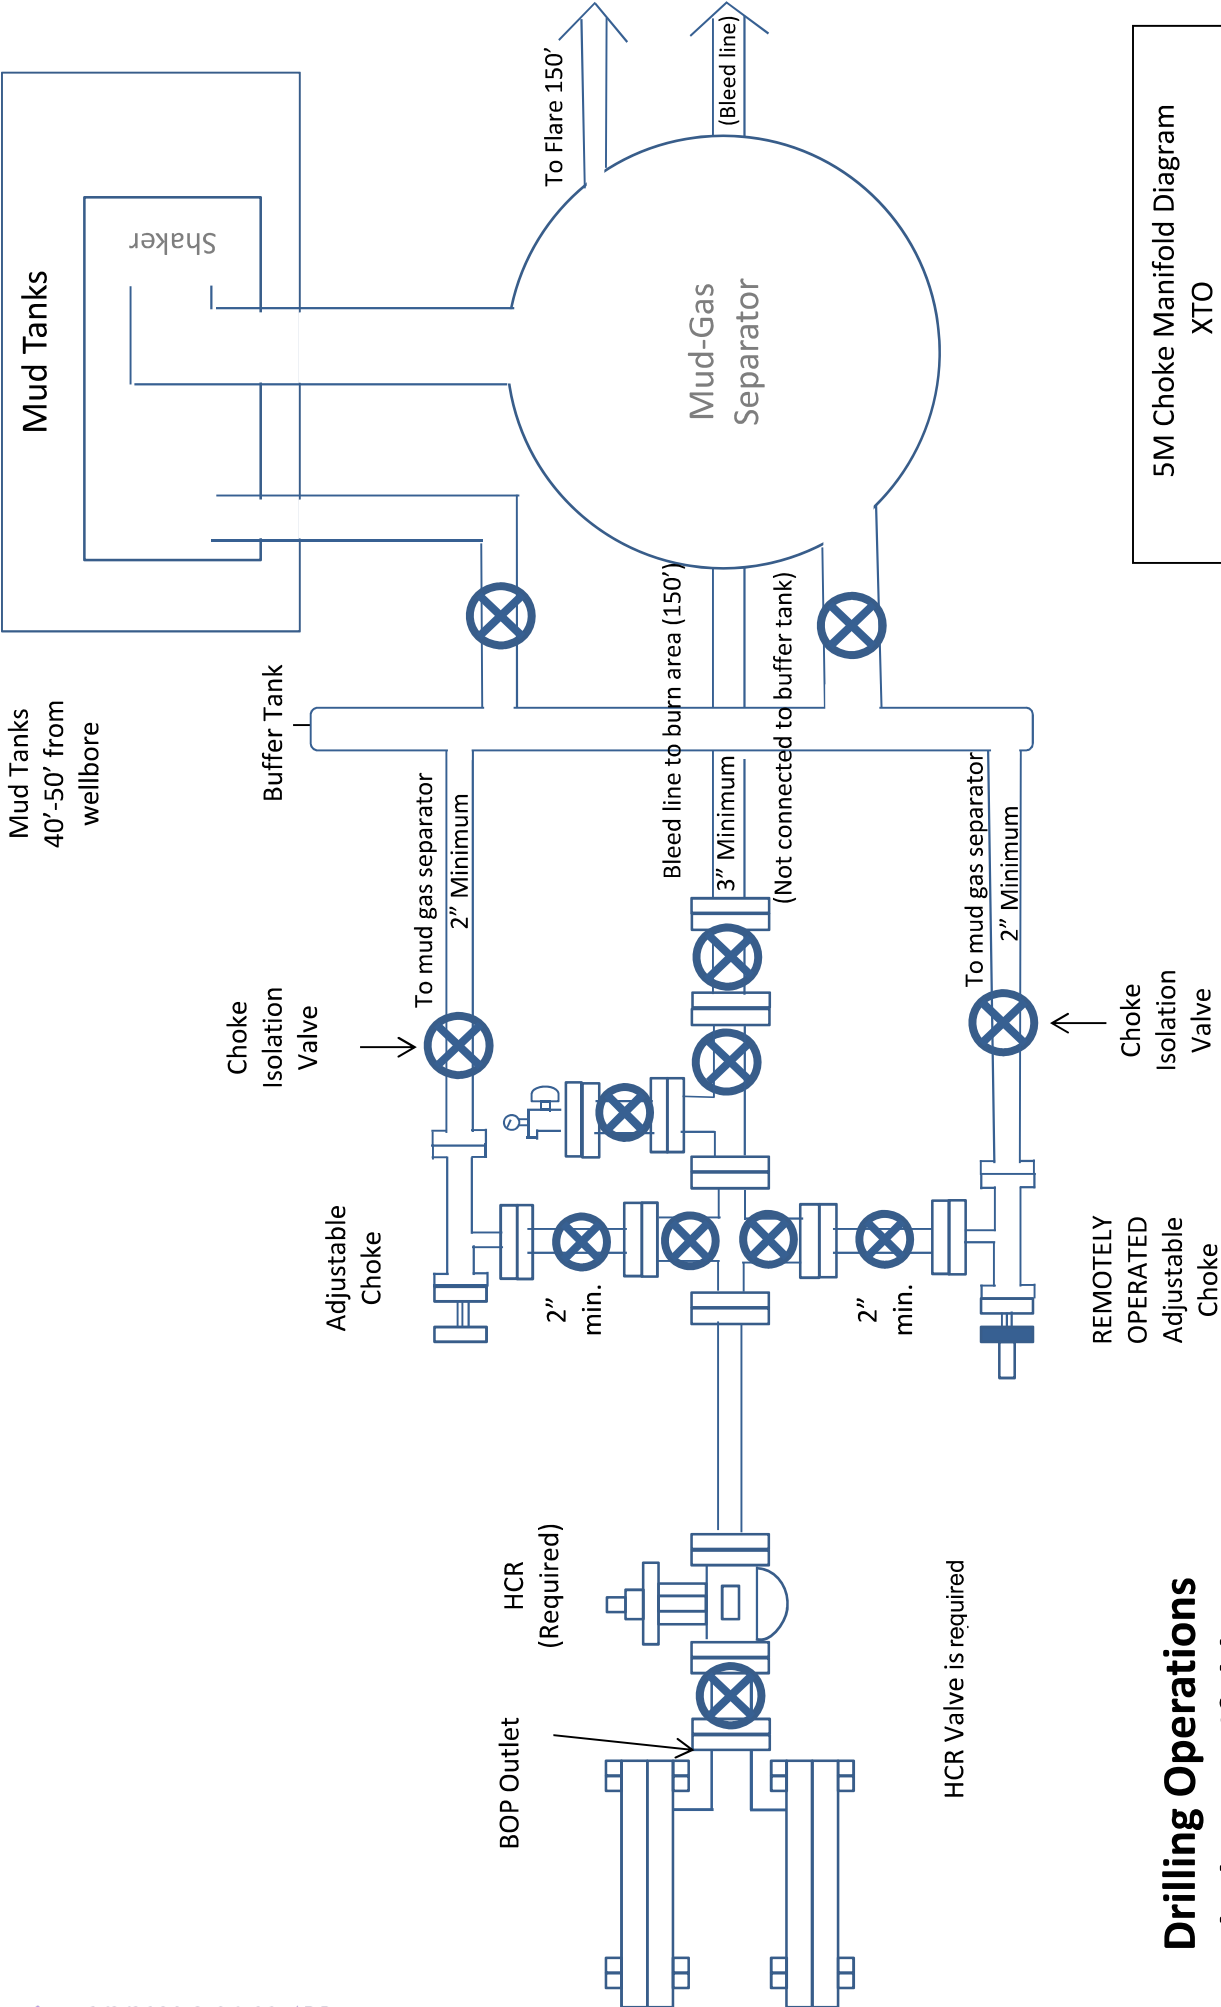 Mud Tanks
40’-50’ from
wellbore
Mud Tanks
Shaker
Buffer Tank
To Flare 150’
(Bleed line)
Mud-Gas
Separator
Choke
Isolation
Valve
To mud gas separator
2” Minimum
Bleed line to burn area (150’)
3” Minimum
(Not connected to buffer tank)
To mud gas separator
2” Minimum
Choke
Isolation
Valve
Adjustable
Choke
2”
min.
2”
min.
REMOTELY
OPERATED
Adjustable
Choke
HCR
(Required)
BOP Outlet
HCR Valve is required
5M Choke Manifold Diagram
XTO
Drilling Operations